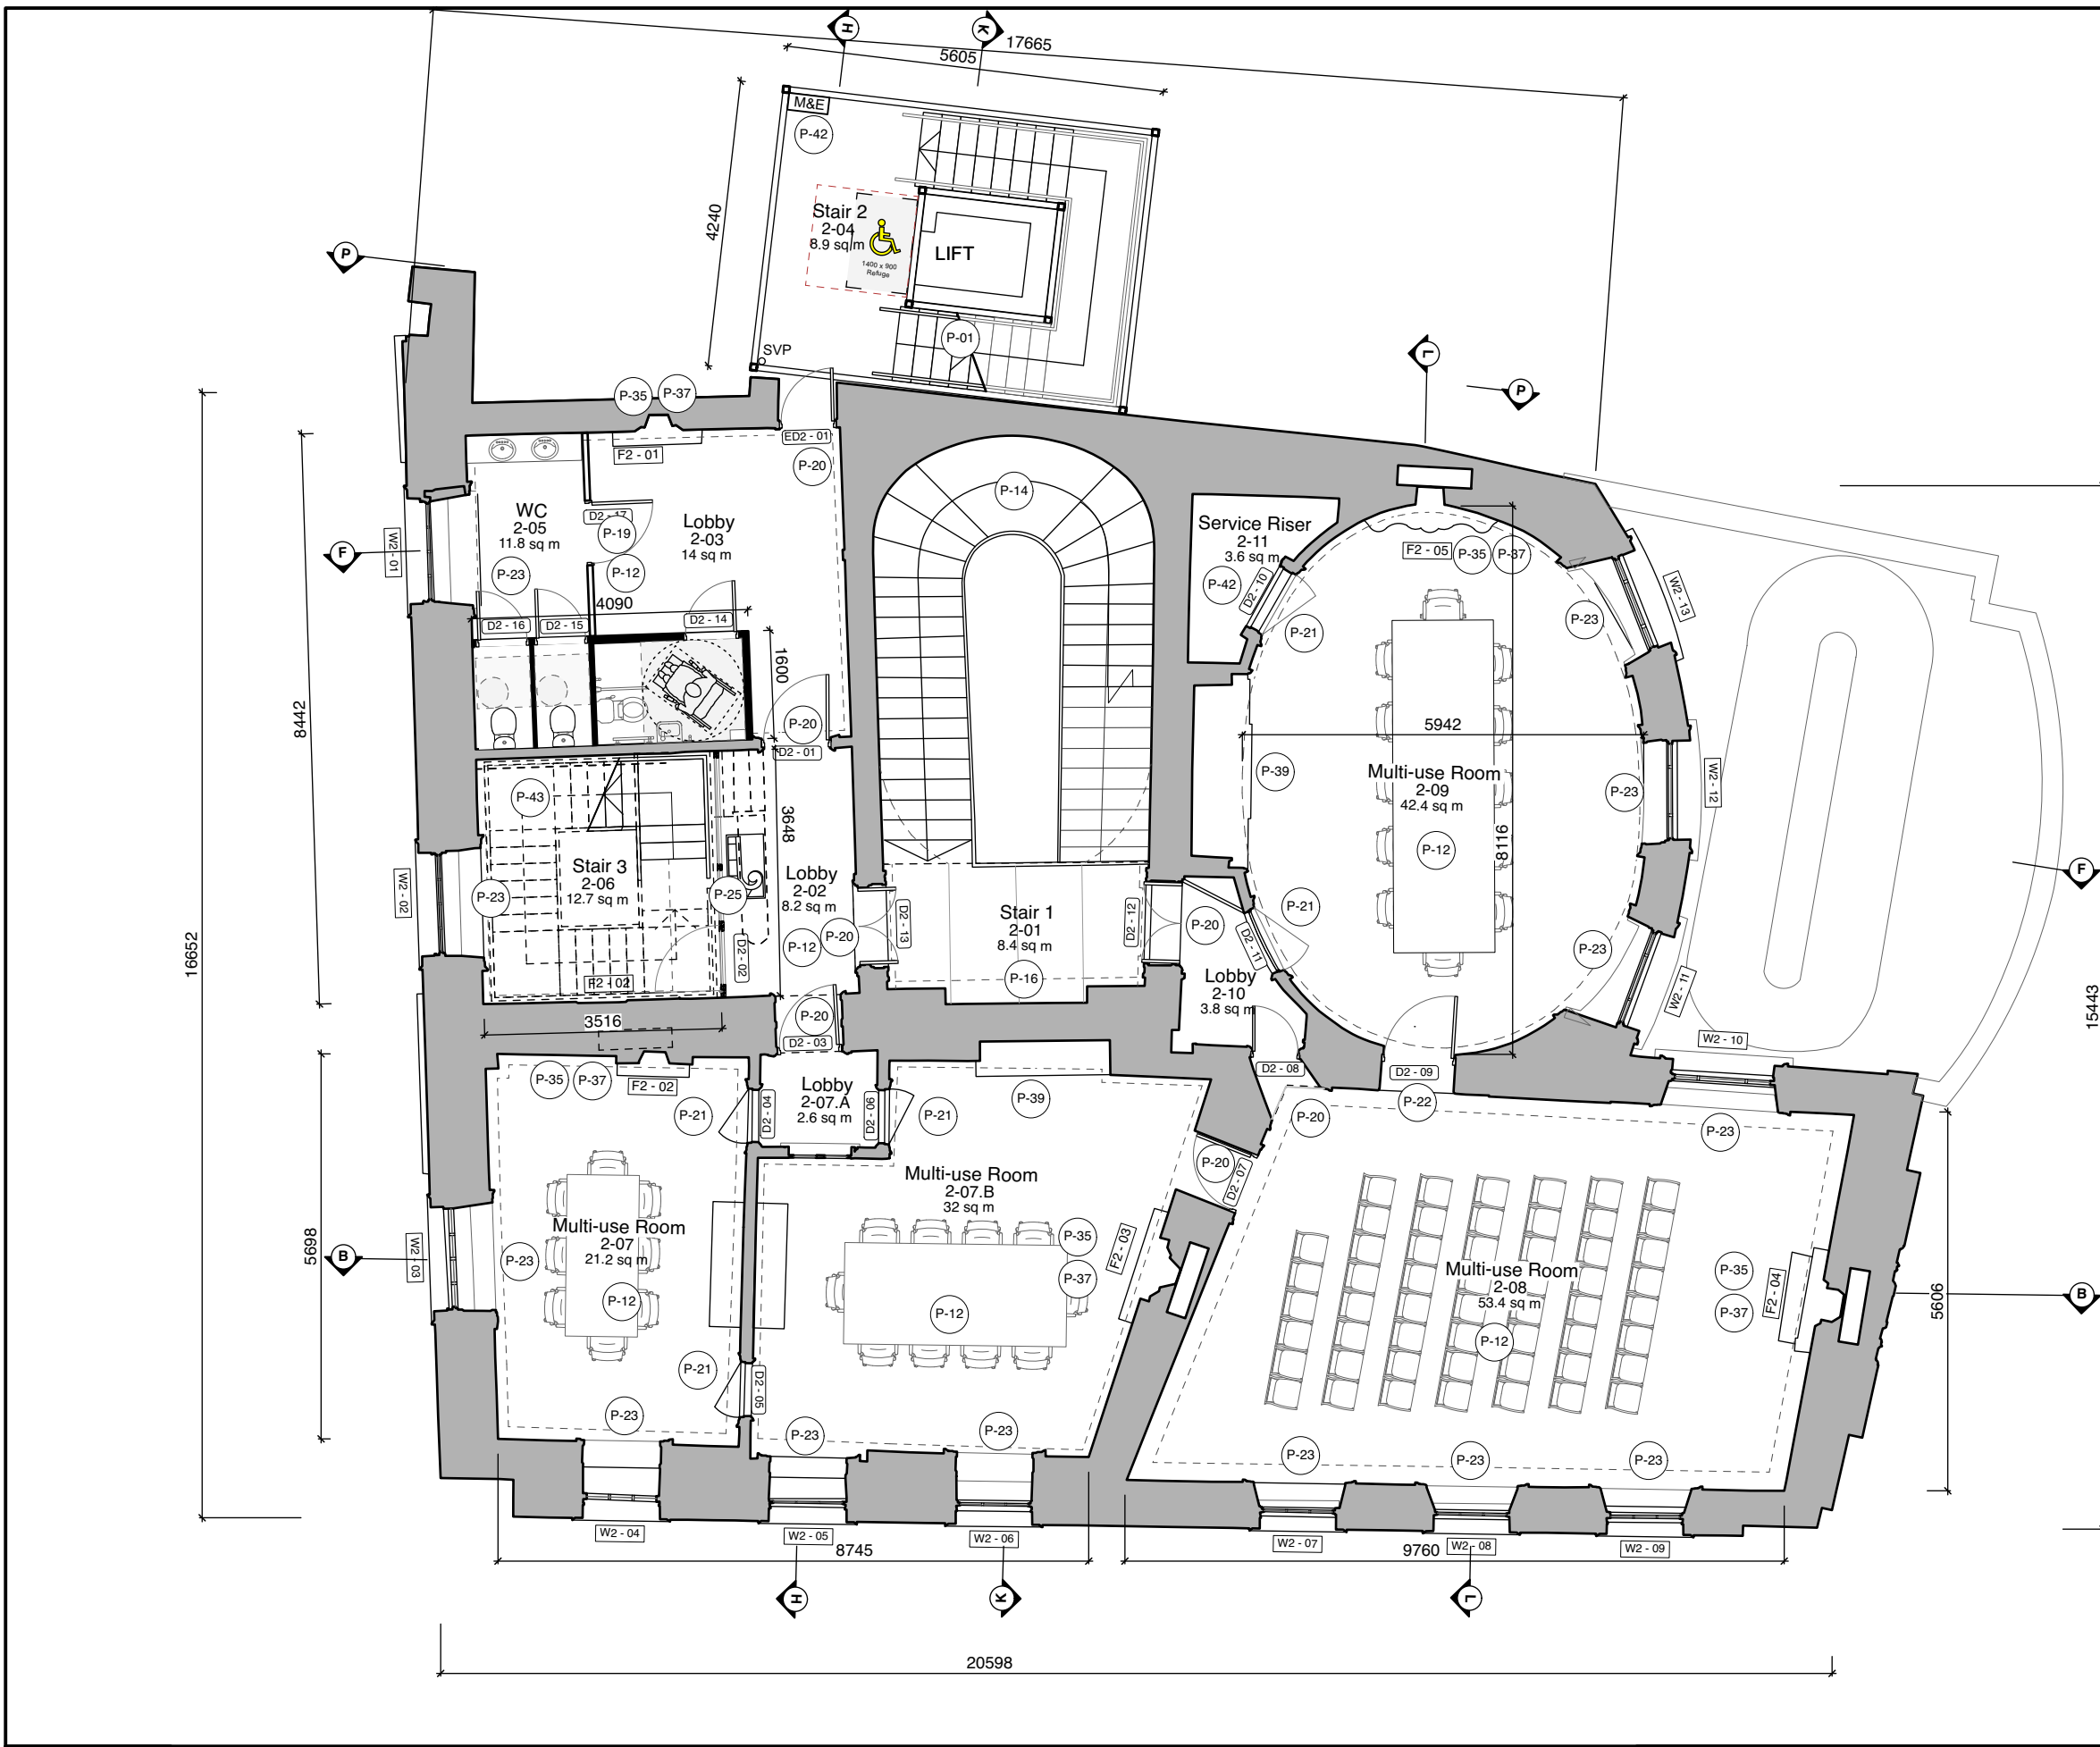 H
K
17665
5605
M&E
P-42
4240
Stair 2
2-04
8.9 sq m
1400 x 900
Refuge
LIFT
P
P-01
SVP
L
P
P-35
P-37
ED2 - 01
F2 - 01
P-20
P-14
16652
8442
WC
2-05
11.8 sq m
D2 - 17
P-19
Lobby
2-03
14 sq m
Service Riser
2-11
3.6 sq m
F2 - 05
P-35
P-37
F
W2 - 01
P-23
P-12
P-42
D2 - 10
W2 - 13
4090
D2 - 16
D2 - 15
D2 - 14
P-21
P-23
1600
P-20
D2 - 01
5942
P-39
Multi-use Room
2-09
42.4 sq m
P-23
W2 - 12
P-43
3648
8116
P-12
Stair 3
2-06
12.7 sq m
W2 - 02
P-23
P-25
Lobby
2-02
8.2 sq m
F
P-12
P-20
D2 - 13
Stair 1
2-01
8.4 sq m
D2 - 12
P-20
P-21
D2 - 11
P-23
D2 - 02
F2 - 02
P-16
Lobby
2-10
3.8 sq m
W2 - 11
15443
3516
P-20
D2 - 03
W2 - 10
P-35
P-37
F2 - 02
Lobby
2-07.A
2.6 sq m
D2 - 04
D2 - 06
P-21
P-21
P-39
D2 - 08
D2 - 09
P-22
P-20
P-23
P-20
D2 - 07
5698
Multi-use Room
2-07.B
32 sq m
Multi-use Room
2-07
21.2 sq m
P-35
P-37
F2 - 03
B
W2 - 03
P-23
P-12
P-12
Multi-use Room
2-08
53.4 sq m
P-12
P-35
P-37
F2 - 04
5606
B
P-21
D2 - 05
P-23
P-23
P-23
P-23
P-23
P-23
W2 - 04
W2 - 05
W2 - 06
W2 - 07
W2 - 08
W2 - 09
8745
9760
H
K
L
20598